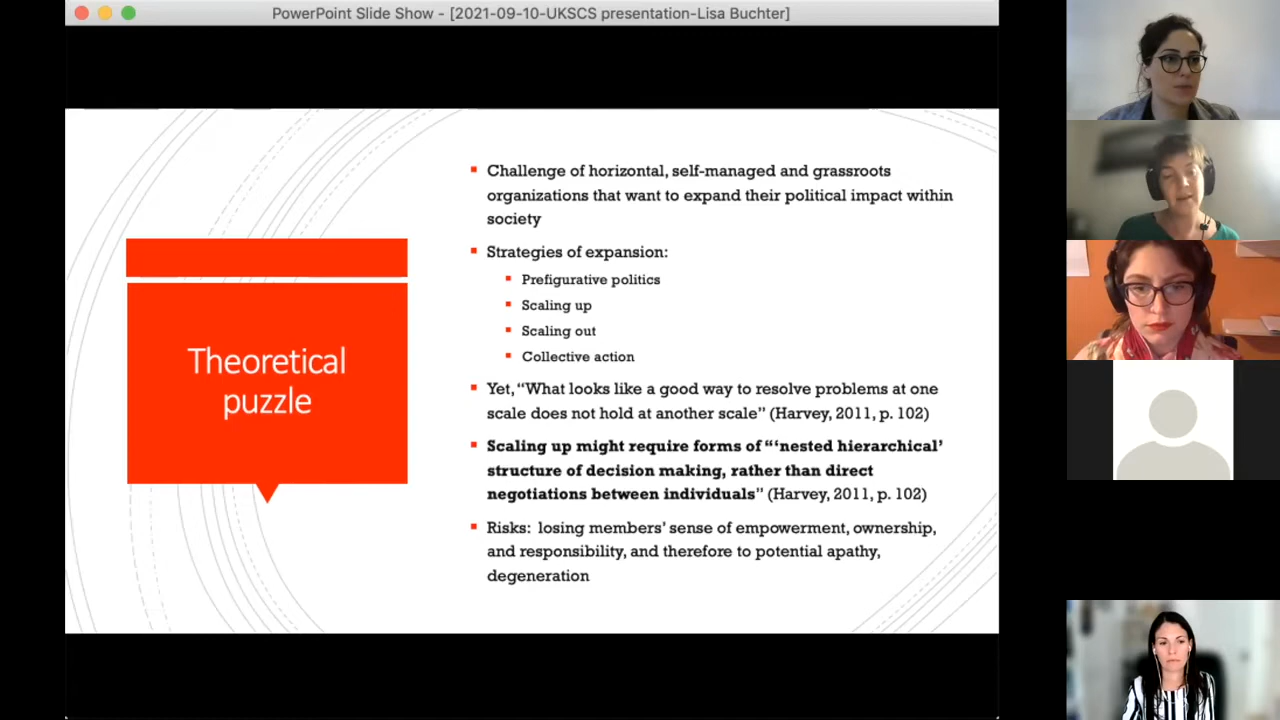 PowerPoint Slide Show - [2021-09-10-UKSCS presentation-Lisa Buchter]
Theoretical
puzzle
Challenge of horizontal, self-managed and grassroots
organizations that want to expand their political impact within
society
Strategies of expansion:
Prefigurative politics
Scaling up
Scaling out
Collective action
Yet, “What looks like a good way to resolve problems at one
scale does not hold at another scale” (Harvey, 2011, p. 102)
Scaling up might require forms of “‘nested hierarchical’
structure of decision making, rather than direct
negotiations between individuals” (Harvey, 2011, p. 102)
Risks: losing members’ sense of empowerment, ownership,
and responsibility, and therefore to potential apathy,
degeneration